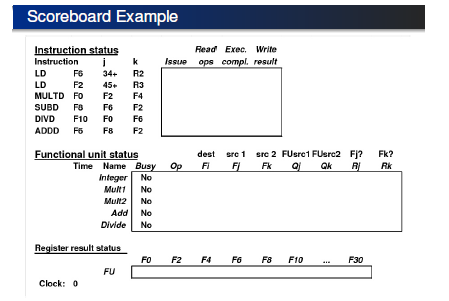 Scoreboard Example
Instruction status Read Exec. Write
Instruction j k Issue ops compl. result
LD F6 34+ R2
LD F2 45+ R3
MULTD F0 F2 F4
SUBD F8 F6 F2
DIVD F10 F0 F6
ADDD F6 F8 F2
Functional unit status dest src 1 src 2 FUsrc1 FUsrc2 Fj? Fk?
Time Name Busy Op Fi Fj Fk Qj Qk Rj Rk
Integer No
Mult1 No
Mult2 No
Add No
Divide No
Register result status
F0 F2 F4 F6 F8 F10 ... F30
FU
Clock: 0